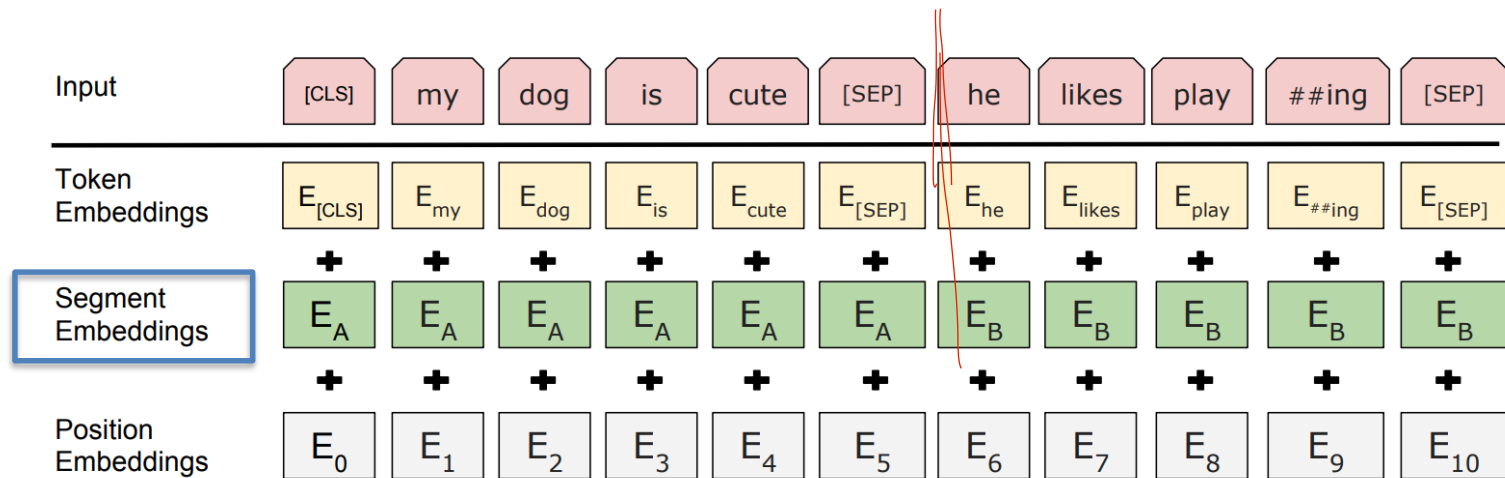 Input [CLS] my dog is cute [SEP] he likes play ##ing [SEP]
Token Embeddings E[CLS] Emy Edog Eis Ecute E[SEP] Ehe Elikes Eplay E##ing E[SEP]
+ + + + + + + + + + +
Segment Embeddings EA EA EA EA EA EA EB EB EB EB EB
+ + + + + + + + + + +
Position Embeddings E0 E1 E2 E3 E4 E5 E6 E7 E8 E9 E10